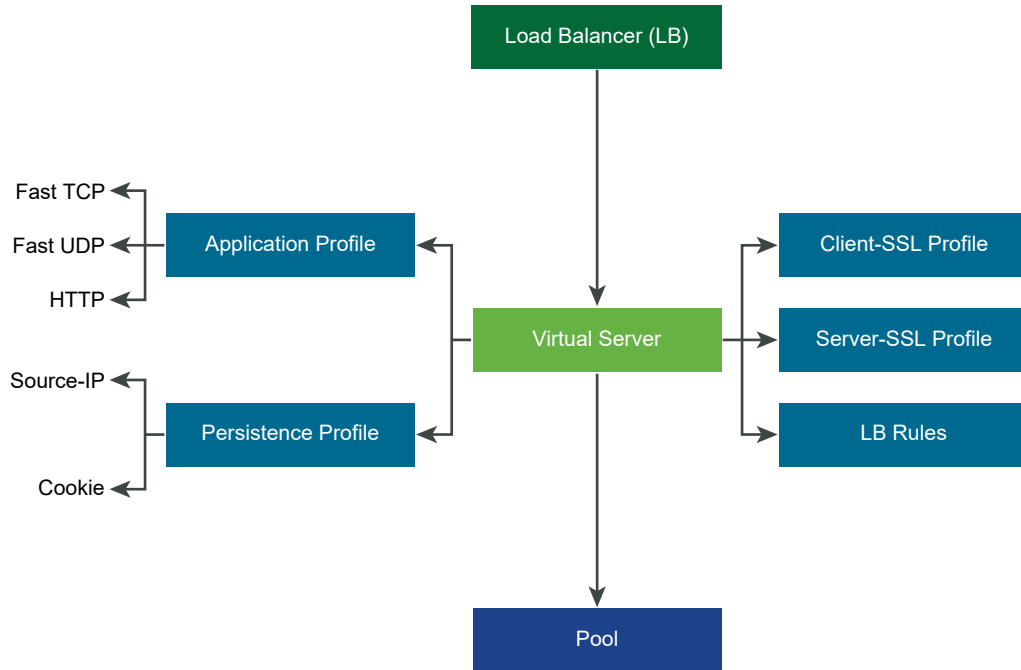 Load Balancer (LB)
Fast TCP
Fast UDP
HTTP
Application Profile
Client-SSL Profile
Virtual Server
Server-SSL Profile
Source-IP
Cookie
Persistence Profile
LB Rules
Pool